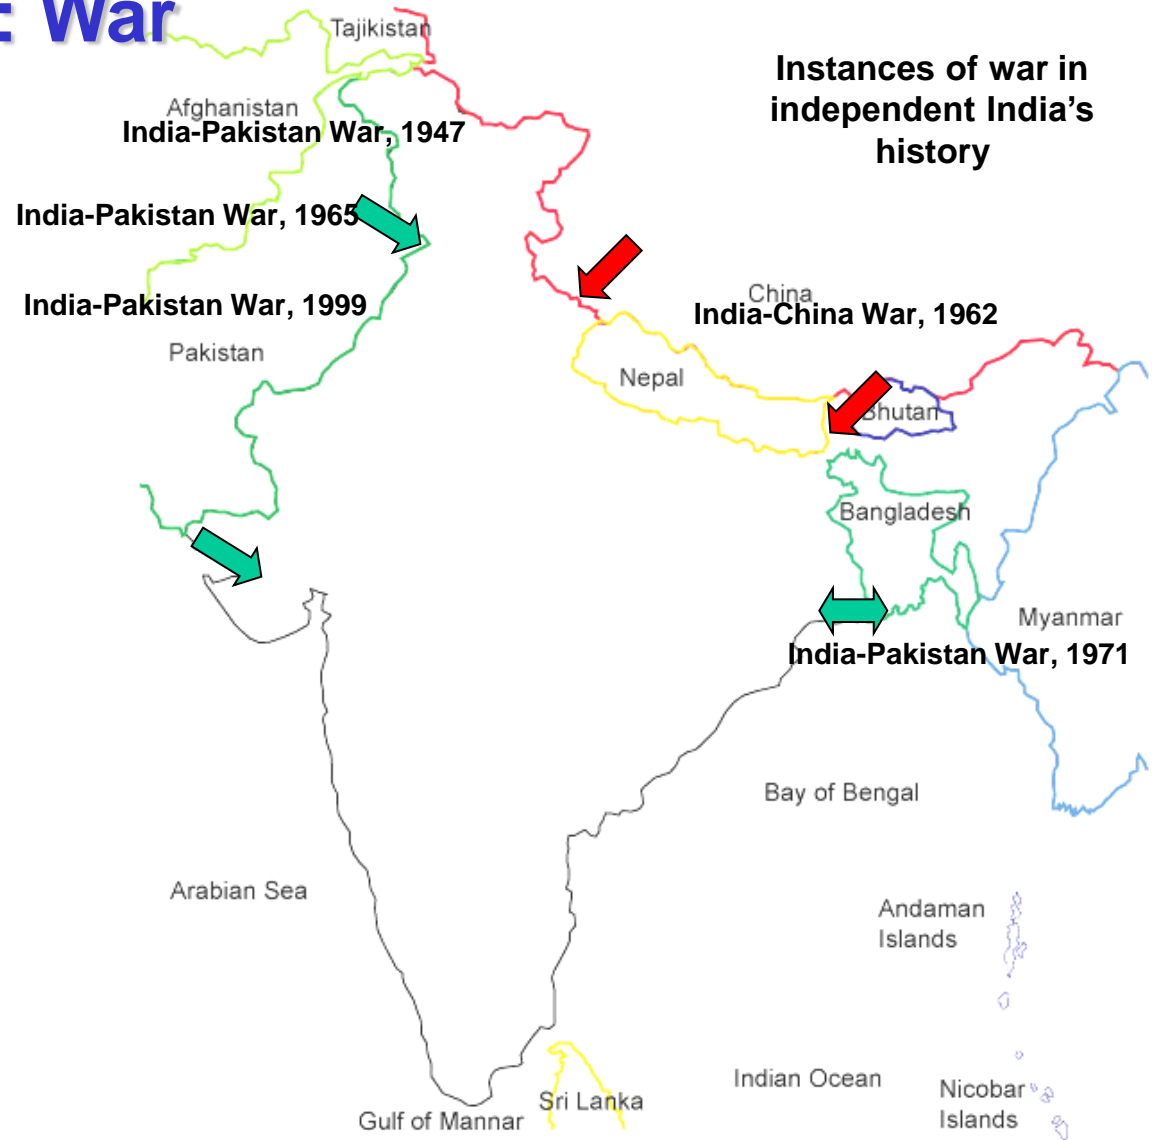 : War
Tajikistan
Instances of war in
independent India's
history
Afghanistan
India-Pakistan War, 1947
India-Pakistan War, 1965
India-Pakistan War, 1999
China
India-China War, 1962
Pakistan
Nepal
Bhutan
Bangladesh
Myanmar
India-Pakistan War, 1971
Bay of Bengal
Arabian Sea
Andaman
Islands
Indian Ocean
Nicobar
Islands
Sri Lanka
Gulf of Mannar